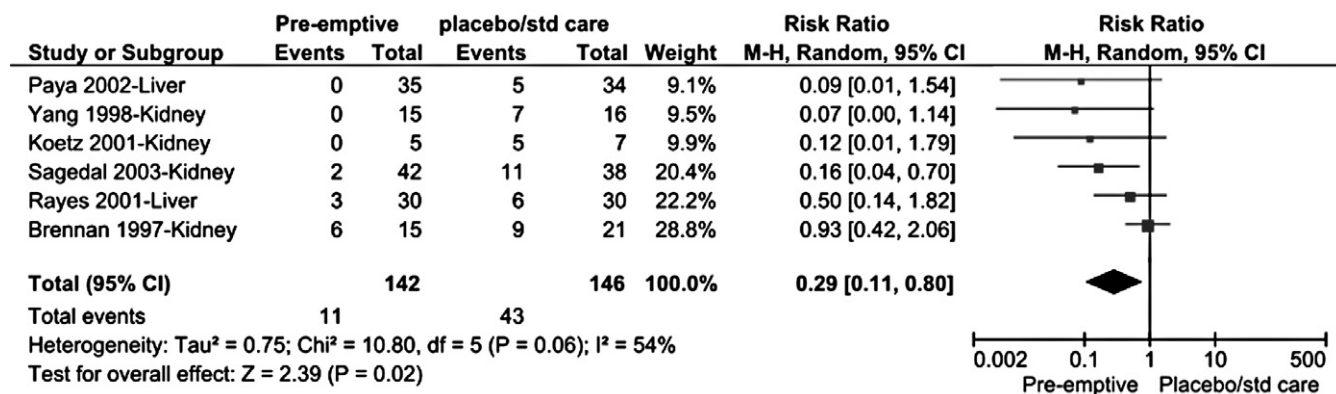 Pre-emptive placebo/std care Risk Ratio Risk Ratio
Study or Subgroup Events Total Events Total Weight M-H, Random, 95% CI M-H, Random, 95% CI
Paya 2002-Liver 0 35 5 34 9.1% 0.09 [0.01, 1.54]
Yang 1998-Kidney 0 15 7 16 9.5% 0.07 [0.00, 1.14]
Koetz 2001-Kidney 0 5 5 7 9.9% 0.12 [0.01, 1.79]
Sagedal 2003-Kidney 2 42 11 38 20.4% 0.16 [0.04, 0.70]
Rayes 2001-Liver 3 30 6 30 22.2% 0.50 [0.14, 1.82]
Brennan 1997-Kidney 6 15 9 21 28.8% 0.93 [0.42, 2.06]
Total (95% CI) 142 146 100.0% 0.29 [0.11, 0.80]
Total events 11 43
Heterogeneity: Tau² = 0.75; Chi² = 10.80, df = 5 (P = 0.06); I² = 54%
Test for overall effect: Z = 2.39 (P = 0.02)
0.002 0.1 1 10 500
Pre-emptive Placebo/std care